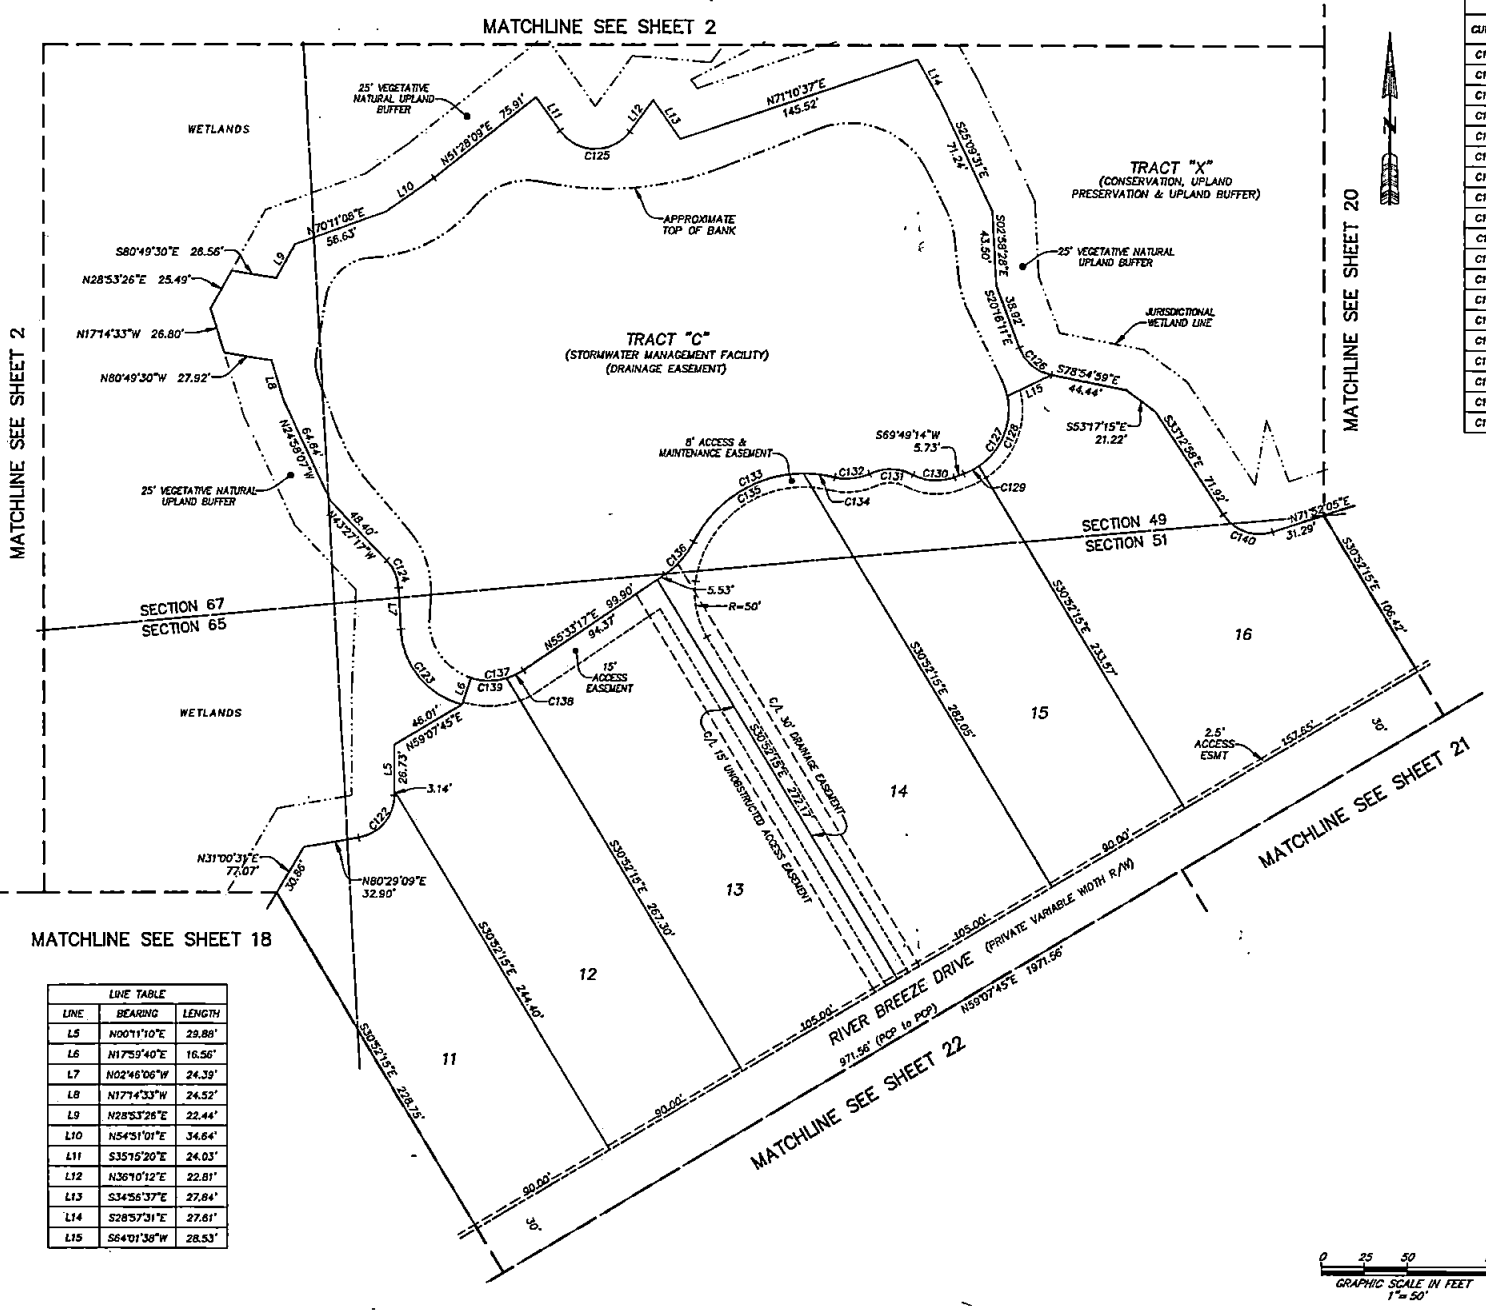 MATCHLINE SEE SHEET 2
25' VEGETATIVE
NATURAL UPLAND
BUFFER
WETLANDS
N51°28'09"E 75.91'
L11
C125
L12
L13
N71°10'37"E
145.52'
L14
S25°09'31"E
71.24'
TRACT "X"
(CONSERVATION, UPLAND
PRESERVATION & UPLAND BUFFER)
MATCHLINE SEE SHEET 20
N
L10
N70°11'08"E
56.63'
APPROXIMATE
TOP OF BANK
S02°58'28"E
43.50'
25' VEGETATIVE NATURAL
UPLAND BUFFER
S80°49'30"E 28.56'
L9
N28°53'26"E 25.49'
N17°14'33"W 26.80'
N80°49'30"W 27.92'
MATCHLINE SEE SHEET 2
L8
TRACT "C"
(STORMWATER MANAGEMENT FACILITY)
(DRAINAGE EASEMENT)
38.92'
S20°16'11"E
JURISDICTIONAL
WETLAND LINE
C126
S78°54'59"E
44.44'
L15
S53°17'15"E
21.22'
S33°12'58"E 71.92'
64.64'
N24°58'07"W
25' VEGETATIVE NATURAL
UPLAND BUFFER
48.40'
N43°27'17"W
8' ACCESS &
MAINTENANCE EASEMENT
S69°49'14"W
5.73'
C127
C128
C133
C135
C132
C131
C130
C129
C134
C136
SECTION 49
SECTION 51
C140
N71°52'05"E
31.29'
C124
L7
SECTION 67
SECTION 65
5.53'
R=50'
N55°33'17"E 99.90'
94.37'
15'
ACCESS
EASEMENT
C123
L6
C137
C139
C138
WETLANDS
46.01'
N59°07'45"E
L5
26.73'
3.14'
C122
N31°00'31"E
77.07'
30.86'
N80°29'09"E
32.90'
MATCHLINE SEE SHEET 18
S30°52'15"E 106.42'
16
S30°52'15"E 233.57'
15
S30°52'15"E 282.05'
14
C/L 30' DRAINAGE EASEMENT
S30°52'15"E 272.17'
C/L 15' UNOBSTRUCTED ACCESS EASEMENT
13
S30°52'15"E 267.30'
12
S30°52'15"E 244.40'
11
S30°52'15"E 228.75'
2.5'
ACCESS
ESMT
157.65'
30'
90.00'
105.00'
105.00'
90.00'
90.00'
30'
RIVER BREEZE DRIVE (PRIVATE VARIABLE WIDTH R/W)
971.56' (PCP to PCP)
N59°07'45"E 1971.56'
MATCHLINE SEE SHEET 21
MATCHLINE SEE SHEET 22
LINE TABLE
LINE BEARING LENGTH
L5 N00°11'10"E 29.88'
L6 N17°59'40"E 16.56'
L7 N02°46'06"W 24.39'
L8 N17°14'33"W 24.52'
L9 N28°53'26"E 22.44'
L10 N54°51'01"E 34.64'
L11 S35°15'20"E 24.03'
L12 N36°10'12"E 22.81'
L13 S34°56'37"E 27.84'
L14 S28°57'31"E 27.61'
L15 S64°01'38"W 28.53'
0 25 50
GRAPHIC SCALE IN FEET
1"= 50'